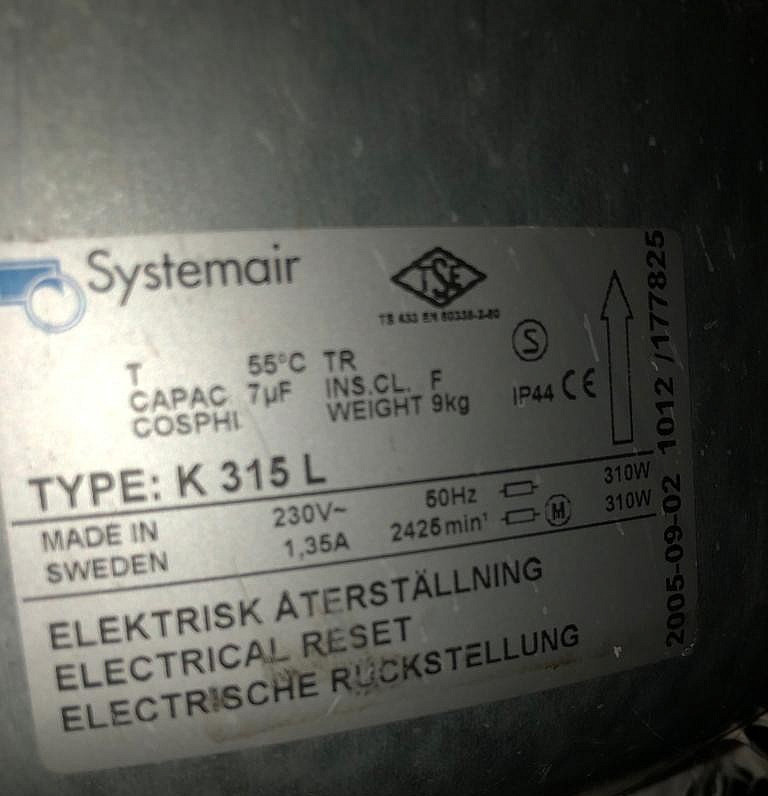 Systemair
TSE
TS 433 EN 60335-2-80
S
T 55°C TR
CAPAC 7µF INS.CL. F
COSPHI WEIGHT 9kg
IP44 CE
TYPE: K 315 L
MADE IN SWEDEN
230V~ 50Hz 310W
1,35A 2425min¹ M 310W
ELEKTRISK ÅTERSTÄLLNING
ELECTRICAL RESET
ELECTRISCHE RÜCKSTELLUNG
2005-09-02 1012 /177825